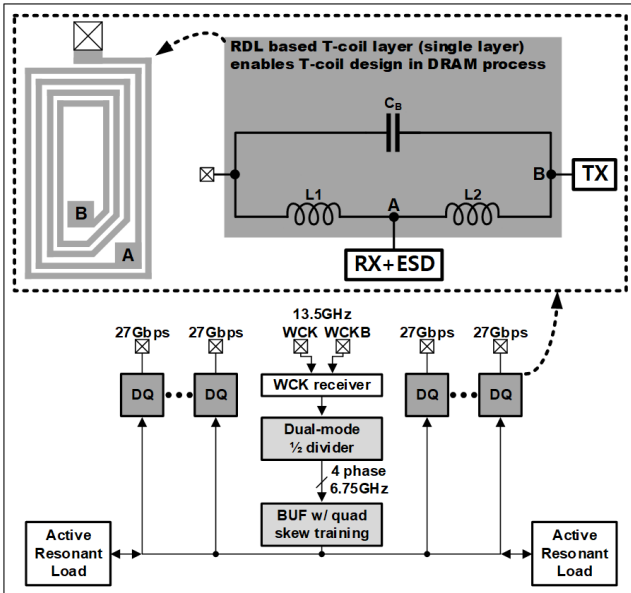 RDL based T-coil layer (single layer)
enables T-coil design in DRAM process
CB
B
A
L1
A
L2
B
TX
RX+ESD
13.5GHz
27Gbps
27Gbps
WCK
WCKB
27Gbps
27Gbps
DQ
DQ
WCK receiver
DQ
DQ
Dual-mode
½ divider
4 phase
6.75GHz
BUF w/ quad
skew training
Active
Resonant
Load
Active
Resonant
Load